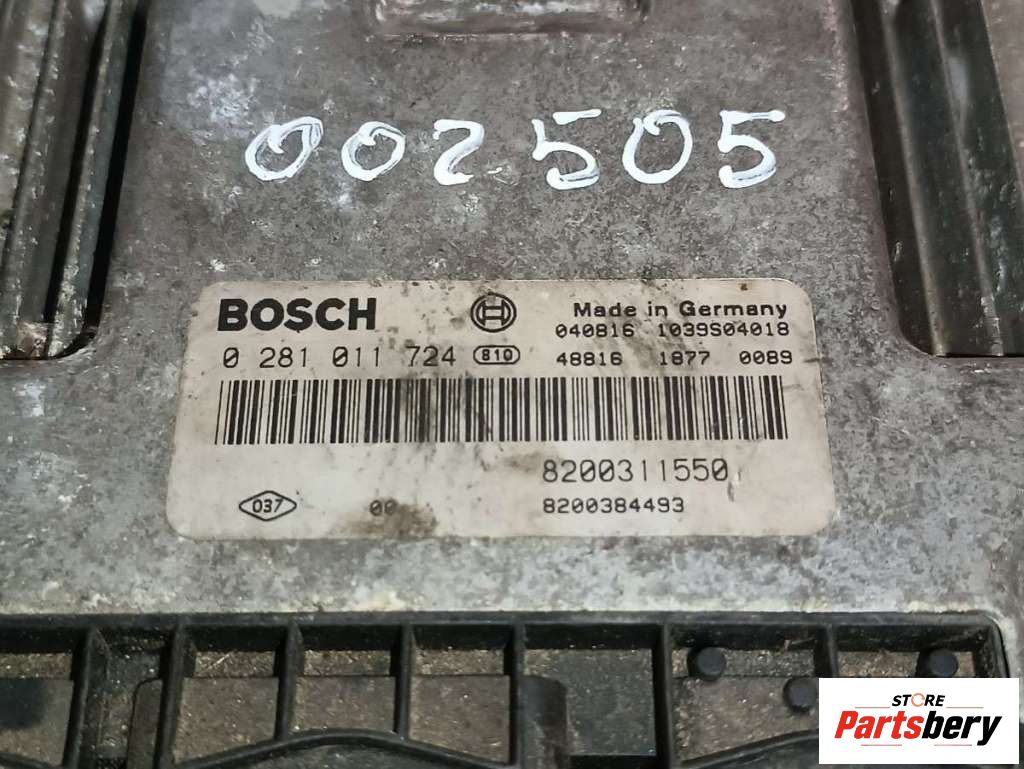 002505
BOSCH
Made in Germany
040816 1039S04018
0 281 011 724 810
48816 1877 0089
8200311550
037 00 8200384493
STORE
Partsbery